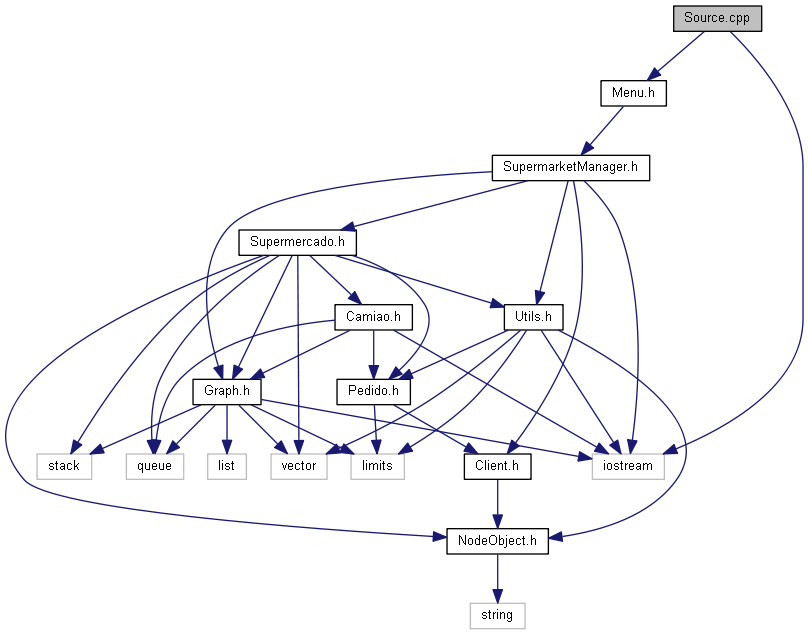 Source.cpp
Menu.h
SupermarketManager.h
Supermercado.h
Camiao.h
Utils.h
Graph.h
Pedido.h
stack
queue
list
vector
limits
Client.h
iostream
NodeObject.h
string